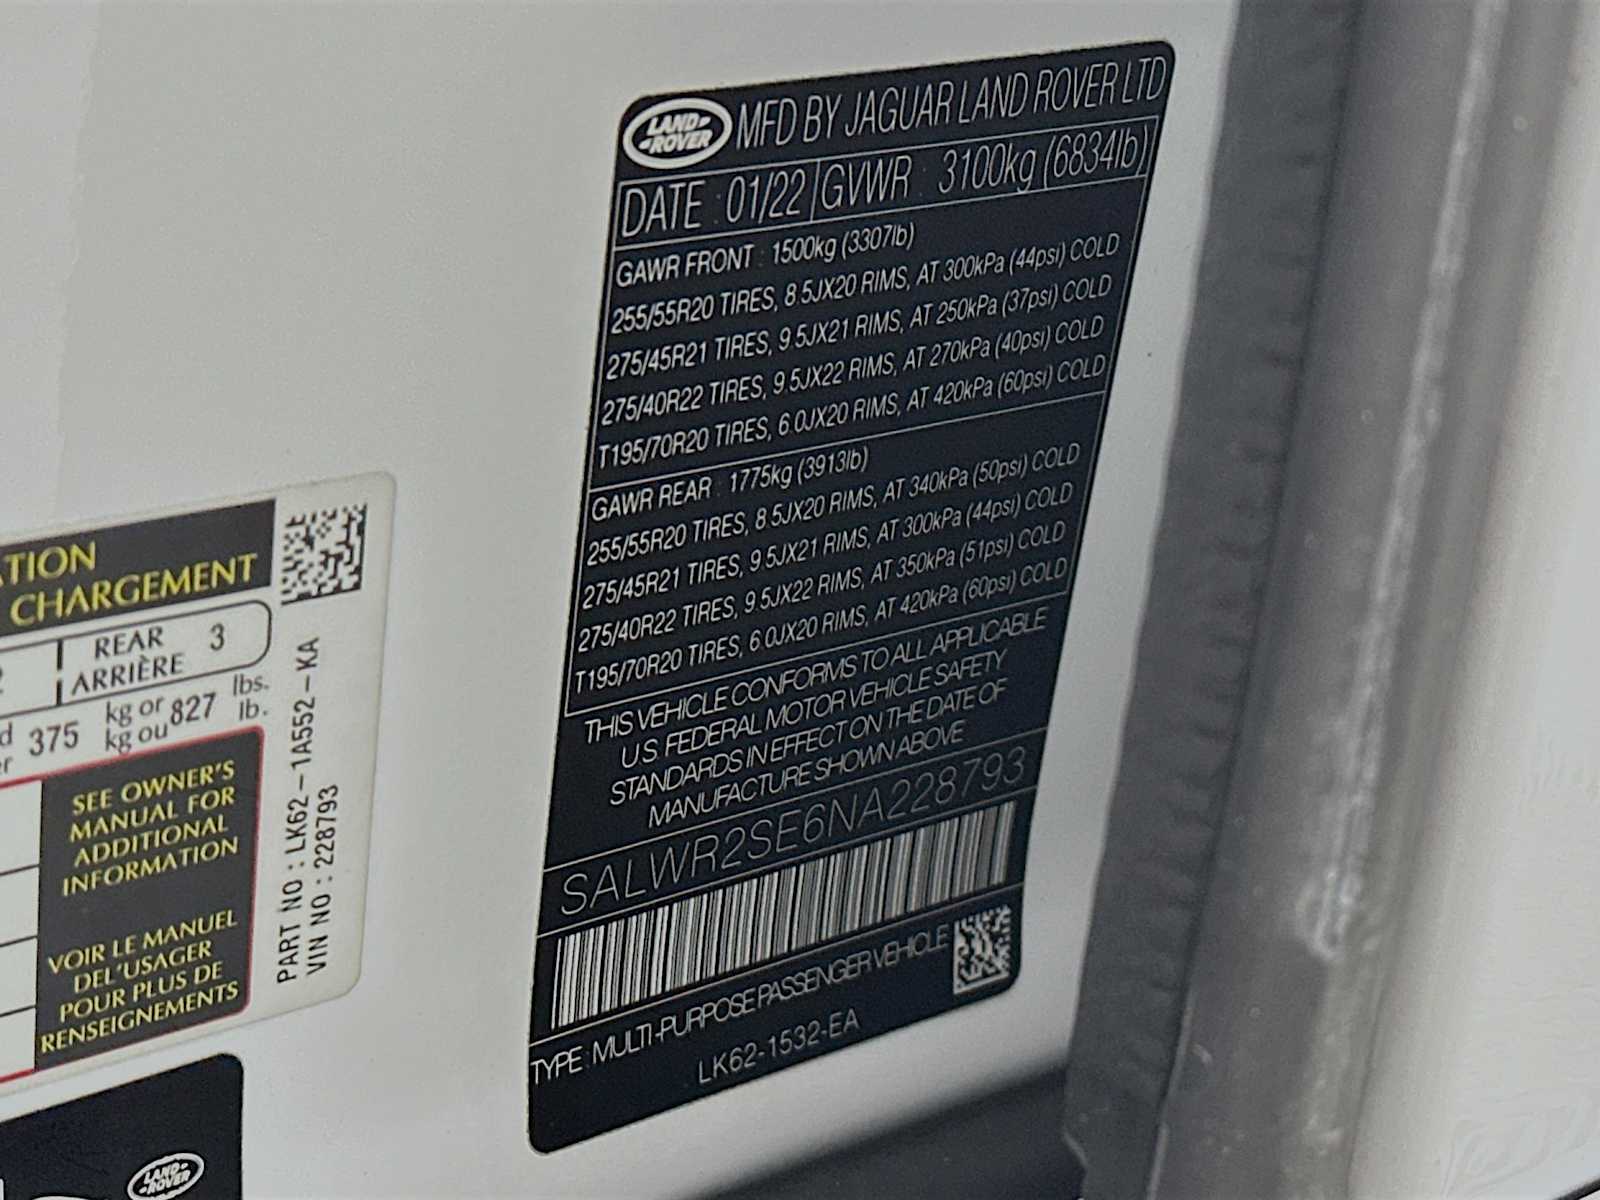 LAND-
-ROVER
MFD BY JAGUAR LAND ROVER LTD
DATE : 01/22 GVWR : 3100kg (6834lb)
GAWR FRONT : 1500kg (3307lb)
255/55R20 TIRES, 8.5JX20 RIMS, AT 300kPa (44psi) COLD
275/45R21 TIRES, 9.5JX21 RIMS, AT 250kPa (37psi) COLD
275/40R22 TIRES, 9.5JX22 RIMS, AT 270kPa (40psi) COLD
T195/70R20 TIRES, 6.0JX20 RIMS, AT 420kPa (60psi) COLD
GAWR REAR : 1775kg (3913lb)
255/55R20 TIRES, 8.5JX20 RIMS, AT 340kPa (50psi) COLD
275/45R21 TIRES, 9.5JX21 RIMS, AT 300kPa (44psi) COLD
275/40R22 TIRES, 9.5JX22 RIMS, AT 350kPa (51psi) COLD
T195/70R20 TIRES, 6.0JX20 RIMS, AT 420kPa (60psi) COLD
THIS VEHICLE CONFORMS TO ALL APPLICABLE
U.S. FEDERAL MOTOR VEHICLE SAFETY
STANDARDS IN EFFECT ON THE DATE OF
MANUFACTURE SHOWN ABOVE
SALWR2SE6NA228793
TYPE : MULTI-PURPOSE PASSENGER VEHICLE
LK62-1532-EA
CHARGEMENT
REAR 3
ARRIÈRE
375 kg or 827 lbs.
kg ou lb.
SEE OWNER'S
MANUAL FOR
ADDITIONAL
INFORMATION
VOIR LE MANUEL
DEL'USAGER
POUR PLUS DE
RENSEIGNEMENTS
PART NO : LK62-1A552-KA
VIN NO : 228793
LAND-
-ROVER